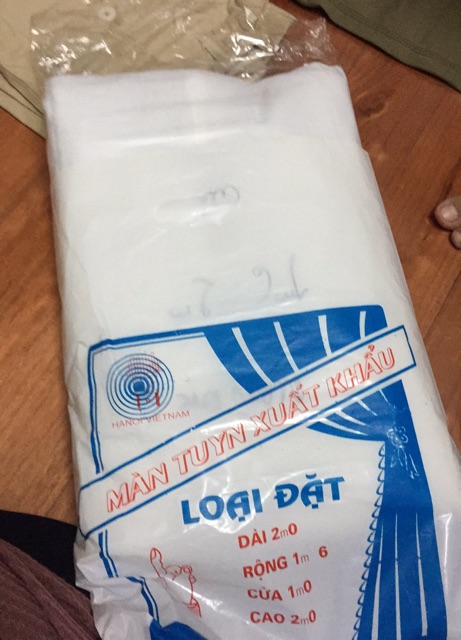 HANOI VIETNAM
MÀN TUYN XUẤT KHẨU
LOẠI ĐẶT
DÀI 2m0
RỘNG 1m 6
CỬA 1m0
CAO 2m0